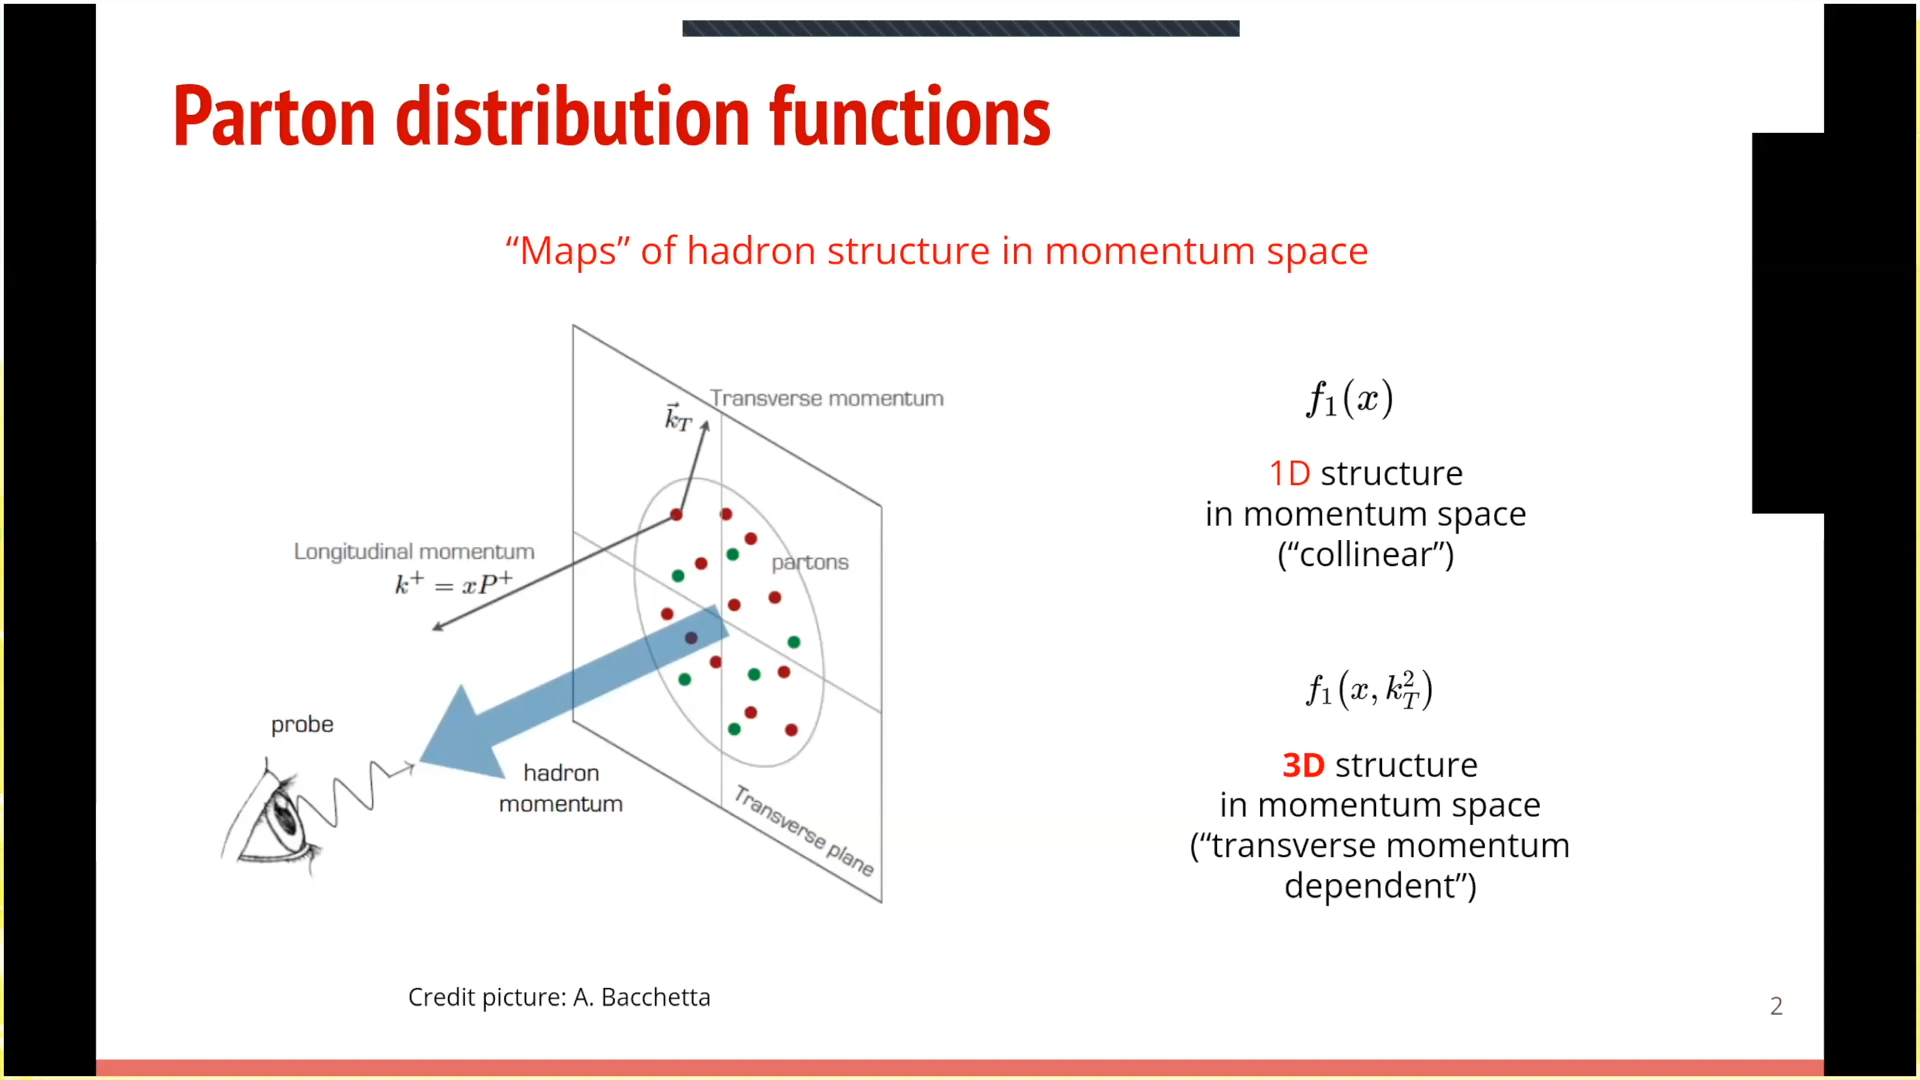 Parton distribution functions
“Maps” of hadron structure in momentum space
Transverse momentum
$\vec{k}_T$
Longitudinal momentum
$k^+ = xP^+$
partons
probe
hadron
momentum
Transverse plane
Credit picture: A. Bacchetta
$f_1(x)$
1D structure
in momentum space
(“collinear”)
$f_1(x, k_T^2)$
3D structure
in momentum space
(“transverse momentum
dependent”)
2